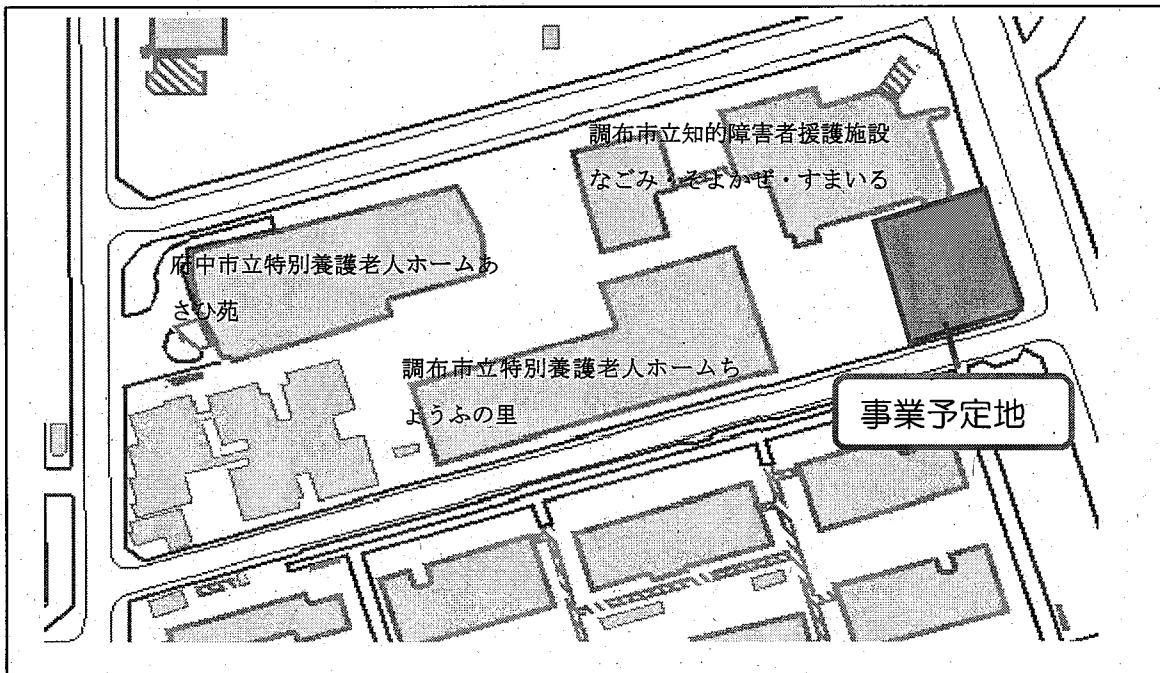 調布市立知的障害者援護施設
なごみ・そよかぜ・すまいる
府中市立特別養護老人ホームあ
さひ苑
調布市立特別養護老人ホームち
ょうふの里
事業予定地